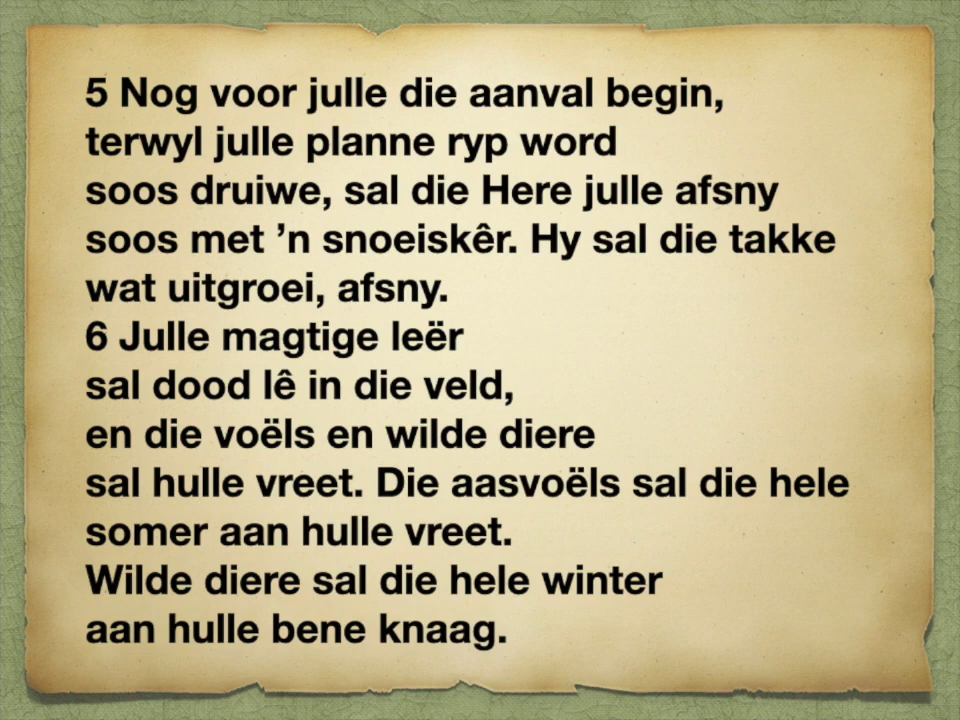 5 Nog voor julle die aanval begin,
terwyl julle planne ryp word
soos druiwe, sal die Here julle afsny
soos met ’n snoeiskêr. Hy sal die takke
wat uitgroei, afsny.
6 Julle magtige leër
sal dood lê in die veld,
en die voëls en wilde diere
sal hulle vreet. Die aasvoëls sal die hele
somer aan hulle vreet.
Wilde diere sal die hele winter
aan hulle bene knaag.